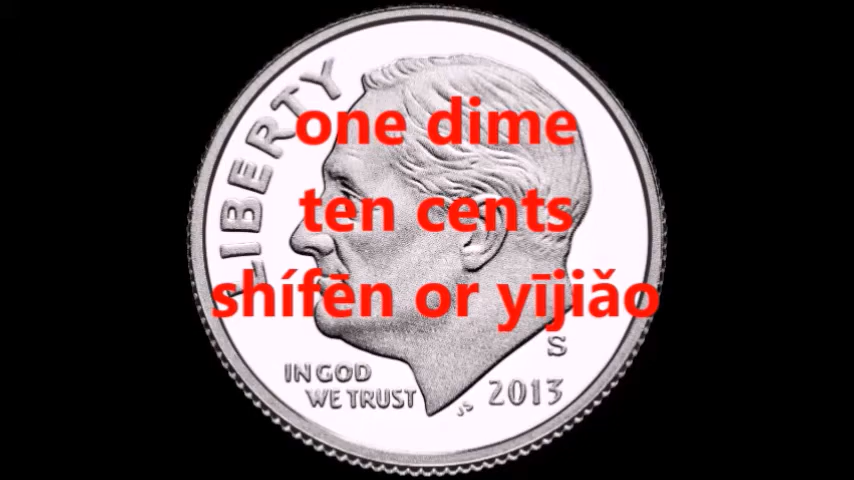 LIBERTY
one dime
ten cents
shífēn or yījiǎo
S
IN GOD
WE TRUST
JS
2013